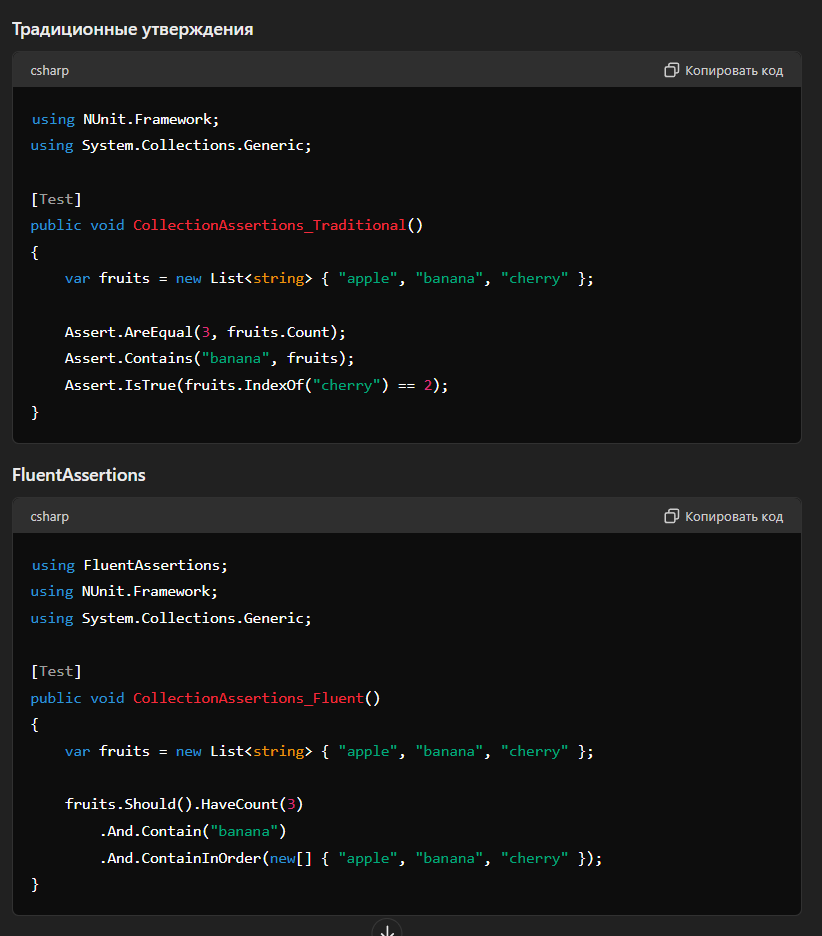 Традиционные утверждения
csharp
Копировать код
using NUnit.Framework;
using System.Collections.Generic;
[Test]
public void CollectionAssertions_Traditional()
{
var fruits = new List<string> { "apple", "banana", "cherry" };
Assert.AreEqual(3, fruits.Count);
Assert.Contains("banana", fruits);
Assert.IsTrue(fruits.IndexOf("cherry") == 2);
}
FluentAssertions
csharp
Копировать код
using FluentAssertions;
using NUnit.Framework;
using System.Collections.Generic;
[Test]
public void CollectionAssertions_Fluent()
{
var fruits = new List<string> { "apple", "banana", "cherry" };
fruits.Should().HaveCount(3)
.And.Contain("banana")
.And.ContainInOrder(new[] { "apple", "banana", "cherry" });
}